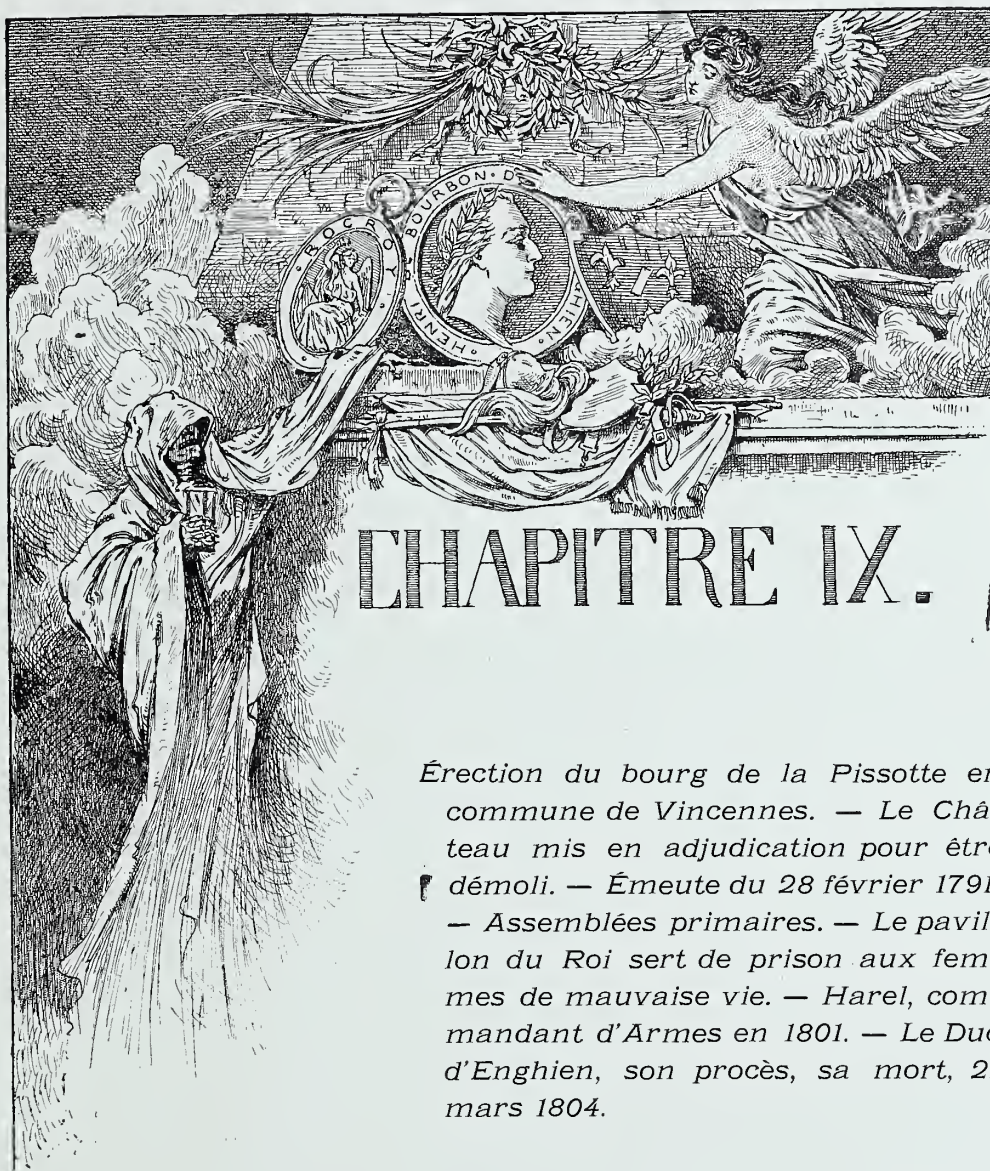 ROCROY
HENRI L. BOURBON · D · HIEN ·
CHAPITRE IX.
Érection du bourg de la Pissotte en
commune de Vincennes. — Le Châ
teau mis en adjudication pour être
démoli. — Émeute du 28 février 1791
— Assemblées primaires. — Le pavil
lon du Roi sert de prison aux fem
mes de mauvaise vie. — Harel, com
mandant d'Armes en 1801. — Le Duc
d'Enghien, son procès, sa mort, 2
mars 1804.